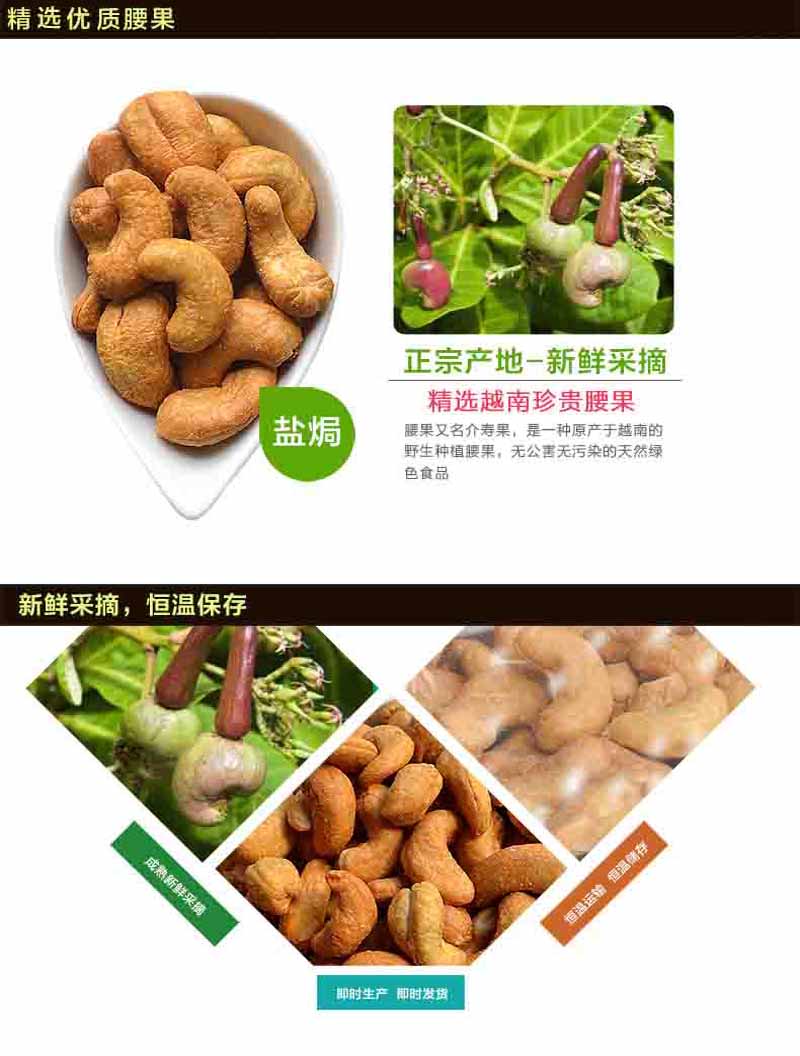 精选优质腰果
正宗产地-新鲜采摘
精选越南珍贵腰果
盐焗
腰果又名介寿果，是一种原产于越南的
野生种植腰果，无公害无污染的天然绿
色食品
新鲜采摘，恒温保存
成熟新鲜采摘
恒温运输 恒温储存
即时生产 即时发货